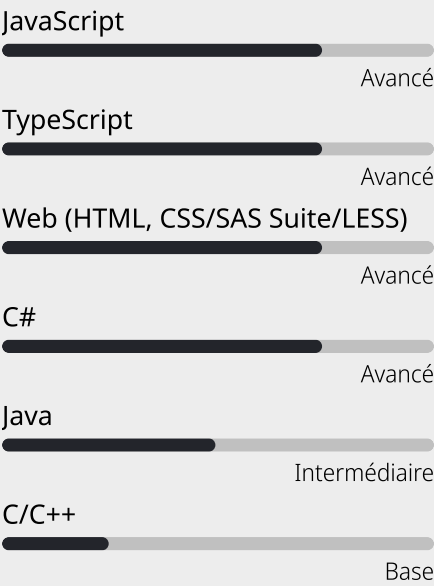 JavaScript
Avancé
TypeScript
Avancé
Web (HTML, CSS/SAS Suite/LESS)
Avancé
C#
Avancé
Java
Intermédiaire
C/C++
Base